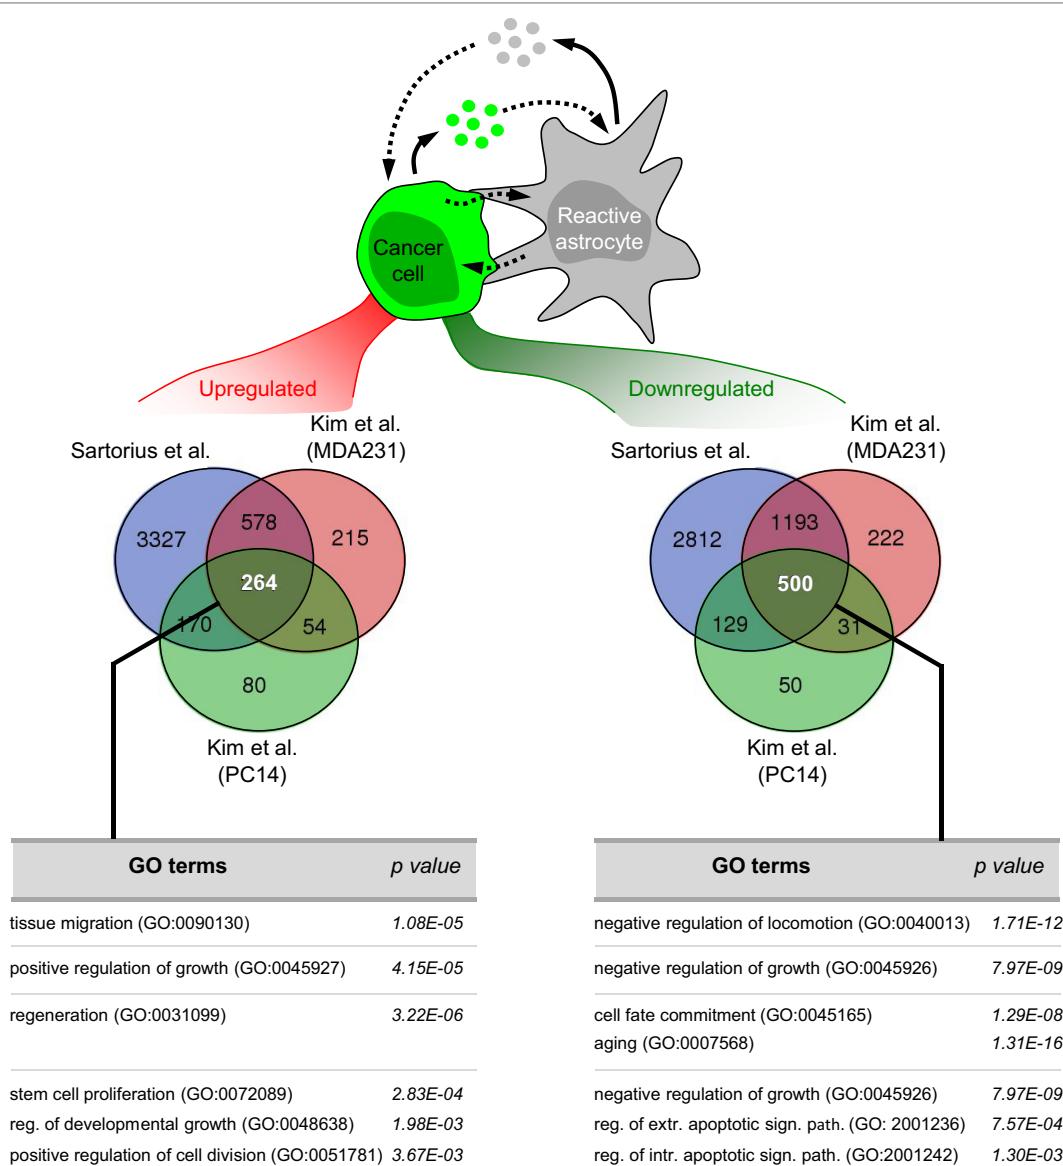 Reactive
astrocyte
Cancer
cell
Upregulated
Downregulated
Sartorius et al.
Kim et al.
(MDA231)
3327
578
215
264
170
54
80
Kim et al.
(PC14)
Sartorius et al.
Kim et al.
(MDA231)
2812
1193
222
500
129
31
50
Kim et al.
(PC14)
GO terms p value
tissue migration (GO:0090130) 1.08E-05
positive regulation of growth (GO:0045927) 4.15E-05
regeneration (GO:0031099) 3.22E-06
stem cell proliferation (GO:0072089) 2.83E-04
reg. of developmental growth (GO:0048638) 1.98E-03
positive regulation of cell division (GO:0051781) 3.67E-03
GO terms p value
negative regulation of locomotion (GO:0040013) 1.71E-12
negative regulation of growth (GO:0045926) 7.97E-09
cell fate commitment (GO:0045165) 1.29E-08
aging (GO:0007568) 1.31E-16
negative regulation of growth (GO:0045926) 7.97E-09
reg. of extr. apoptotic sign. path. (GO: 2001236) 7.57E-04
reg. of intr. apoptotic sign. path. (GO:2001242) 1.30E-03